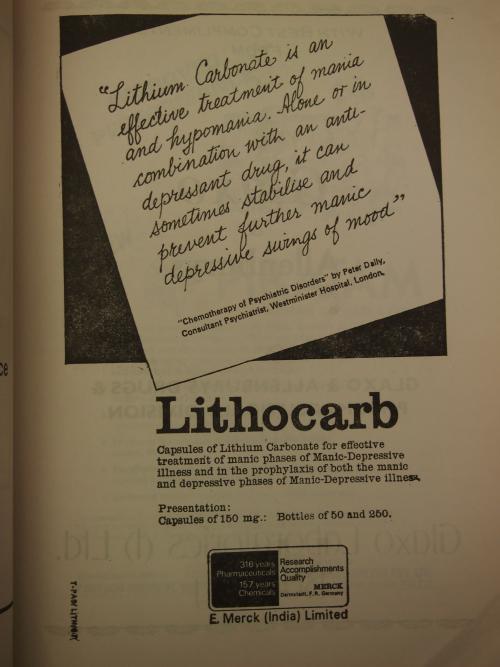 "Lithium Carbonate is an
effective treatment of mania
and hypomania. Alone or in
combination with an anti-
depressant drug, it can
sometimes stabilise and
prevent further manic
depressive swings of mood"
"Chemotherapy of Psychiatric Disorders" by Peter Dally,
Consultant Psychiatrist, Westminister Hospital, London.
Lithocarb
Capsules of Lithium Carbonate for effective
treatment of manic phases of Manic-Depressive
illness and in the prophylaxis of both the manic
and depressive phases of Manic-Depressive illness.
Presentation:
Capsules of 150 mg.: Bottles of 50 and 250.
316 years
Pharmaceuticals
157 years
Chemicals
Research
Accomplishments
Quality
MERCK
Darmstadt, F. R. Germany
E. Merck (India) Limited